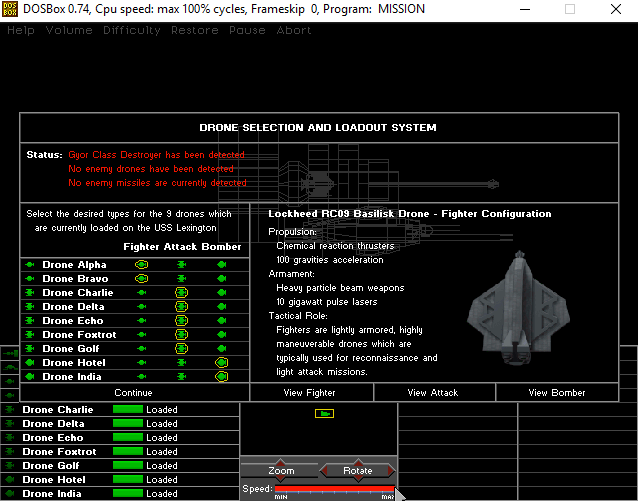 DOSBox 0.74, Cpu speed: max 100% cycles, Frameskip 0, Program: MISSION
Help Volume Difficulty Restore Pause Abort
DRONE SELECTION AND LOADOUT SYSTEM
Status: Gyor Class Destroyer has been detected
No enemy drones have been detected
No enemy missiles are currently detected
Select the desired types for the 9 drones which
are currently loaded on the USS Lexington
Fighter Attack Bomber
Drone Alpha
Drone Bravo
Drone Charlie
Drone Delta
Drone Echo
Drone Foxtrot
Drone Golf
Drone Hotel
Drone India
Lockheed RC09 Basilisk Drone - Fighter Configuration
Propulsion:
Chemical reaction thrusters
100 gravities acceleration
Armament:
Heavy particle beam weapons
10 gigawatt pulse lasers
Tactical Role:
Fighters are lightly armored, highly
maneuverable drones which are
typically used for reconnaissance and
light attack missions.
Continue
View Fighter
View Attack
View Bomber
Drone Charlie Loaded
Drone Delta Loaded
Drone Echo Loaded
Drone Foxtrot Loaded
Drone Golf Loaded
Drone Hotel Loaded
Drone India Loaded
Zoom Rotate
Speed:
MIN MAX